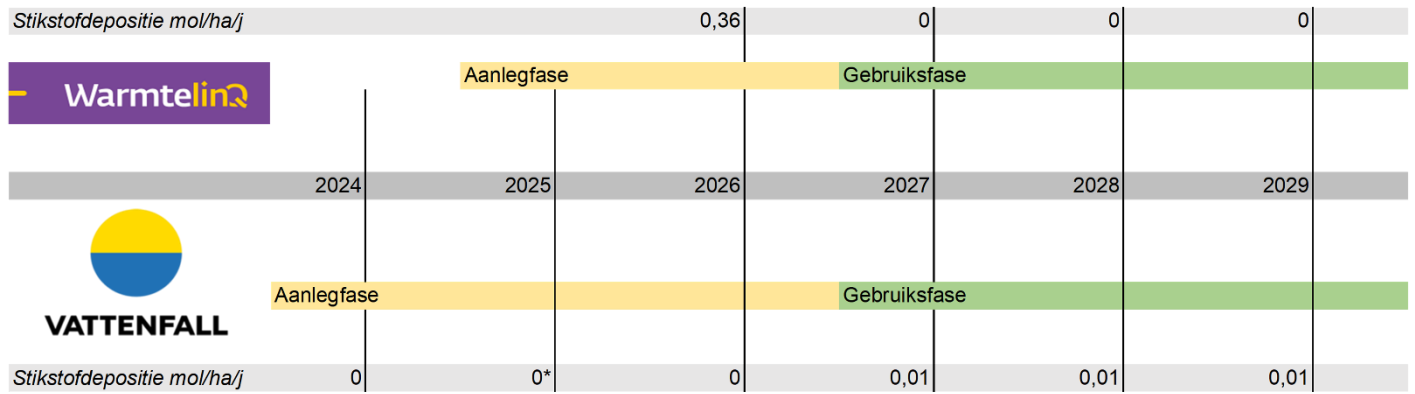 Stikstofdepositie mol/ha/j 0,36 0 0 0
Aanlegfase Gebruiksfase
WarmtelinQ
2024 2025 2026 2027 2028 2029
Aanlegfase Gebruiksfase
VATTENFALL
Stikstofdepositie mol/ha/j 0 0* 0 0,01 0,01 0,01